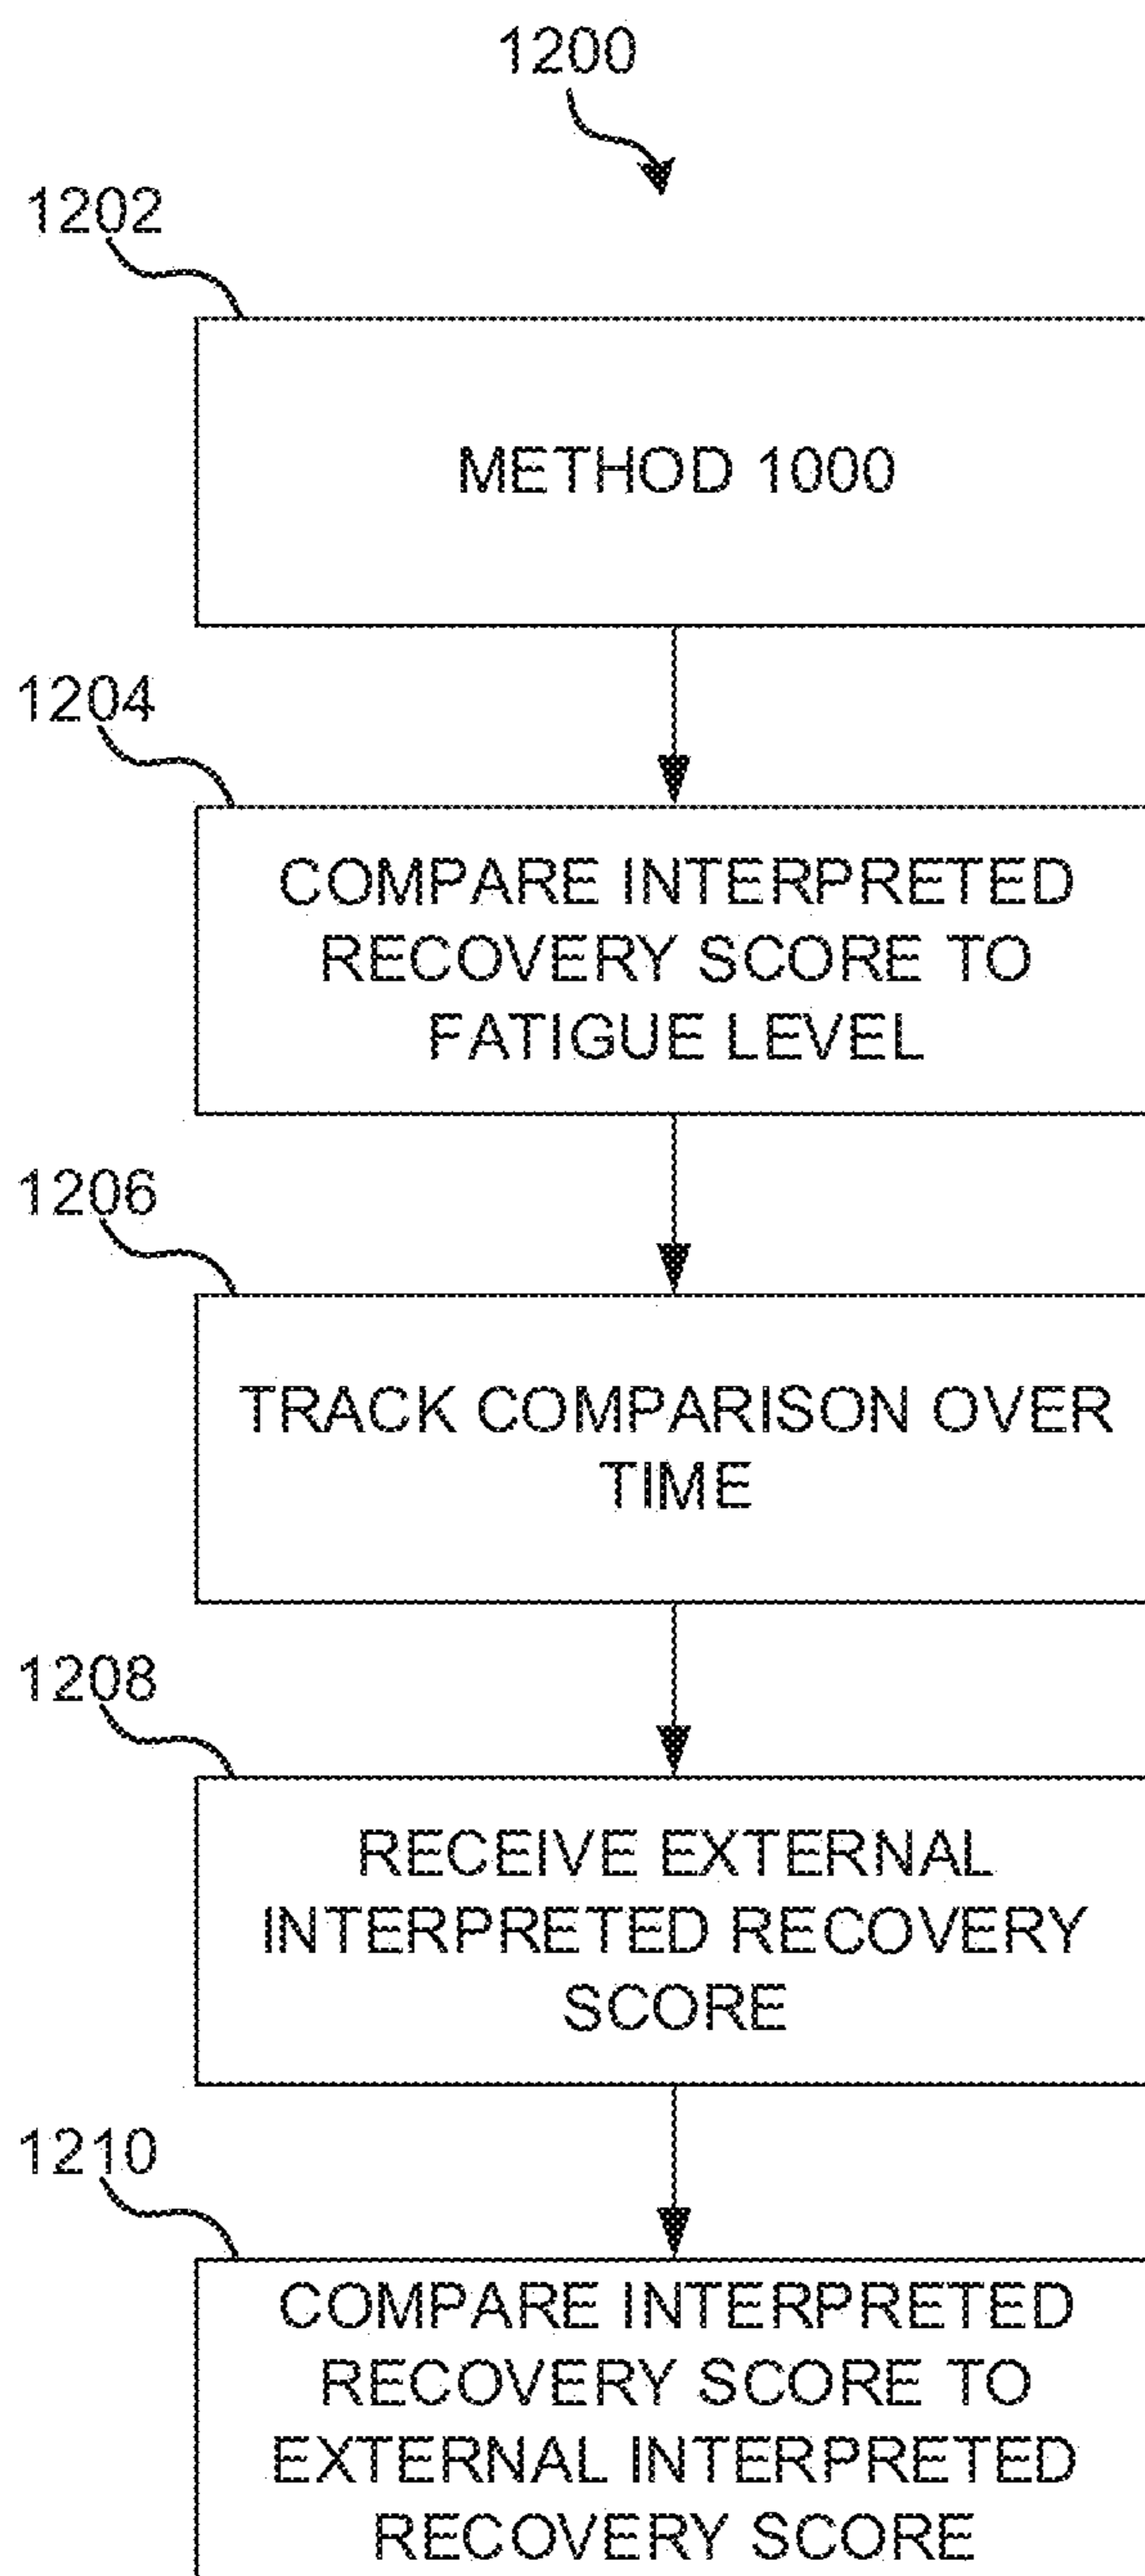 1200
1202
METHOD 1000
1204
COMPARE INTERPRETED
RECOVERY SCORE TO
FATIGUE LEVEL
1206
TRACK COMPARISON OVER
TIME
1208
RECEIVE EXTERNAL
INTERPRETED RECOVERY
SCORE
1210
COMPARE INTERPRETED
RECOVERY SCORE TO
EXTERNAL INTERPRETED
RECOVERY SCORE